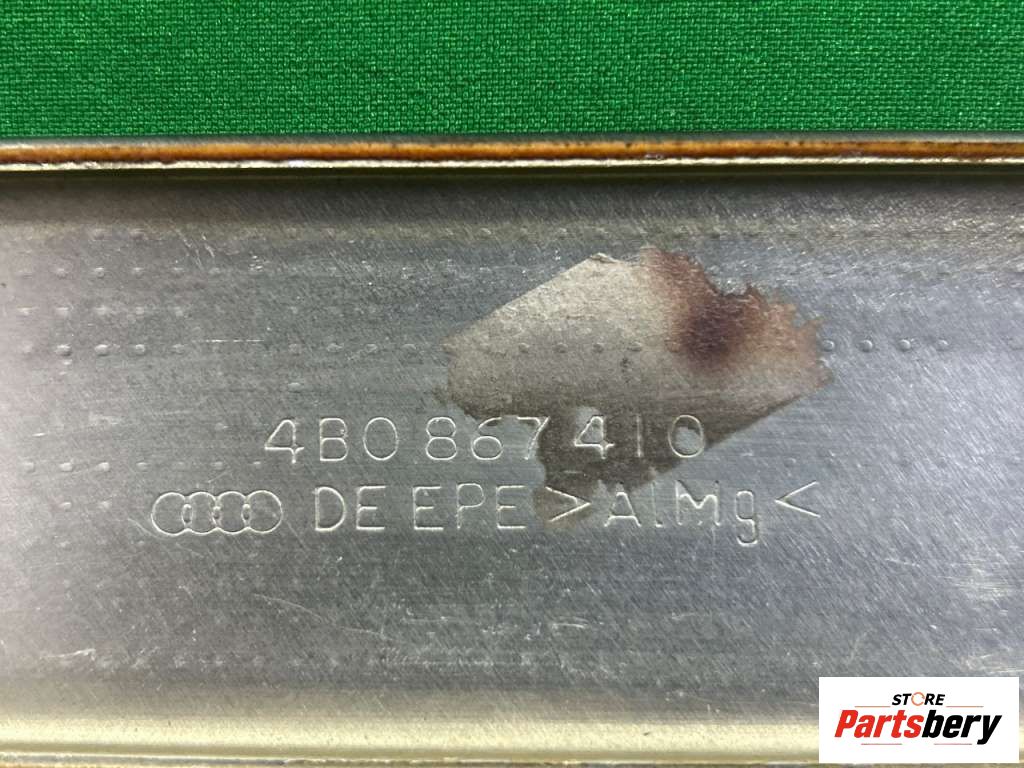 4B0 867 410
DE EPE >AlMg<
STORE
Partsbery